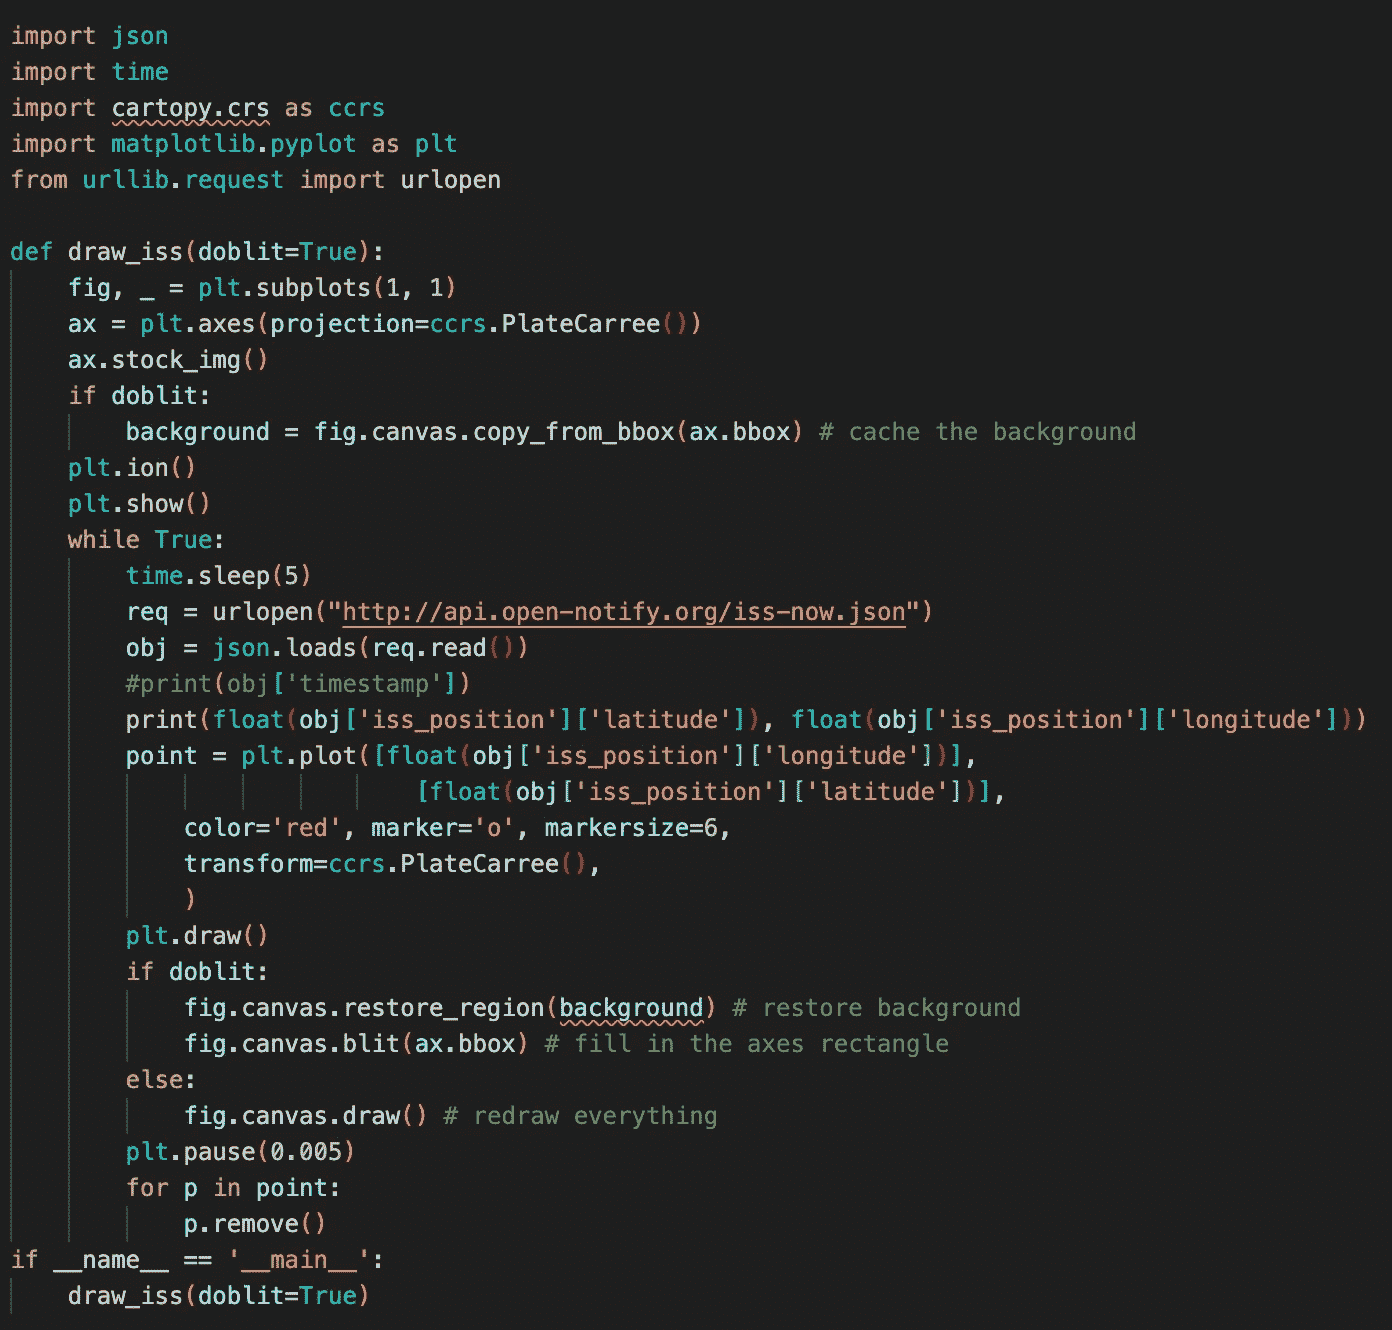 import json
import time
import cartopy.crs as ccrs
import matplotlib.pyplot as plt
from urllib.request import urlopen

def draw_iss(doblit=True):
    fig, _ = plt.subplots(1, 1)
    ax = plt.axes(projection=ccrs.PlateCarree())
    ax.stock_img()
    if doblit:
        background = fig.canvas.copy_from_bbox(ax.bbox) # cache the background
    plt.ion()
    plt.show()
    while True:
        time.sleep(5)
        req = urlopen("http://api.open-notify.org/iss-now.json")
        obj = json.loads(req.read())
        #print(obj['timestamp'])
        print(float(obj['iss_position']['latitude']), float(obj['iss_position']['longitude']))
        point = plt.plot([float(obj['iss_position']['longitude'])],
                            [float(obj['iss_position']['latitude'])],
            color='red', marker='o', markersize=6,
            transform=ccrs.PlateCarree(),
            )
        plt.draw()
        if doblit:
            fig.canvas.restore_region(background) # restore background
            fig.canvas.blit(ax.bbox) # fill in the axes rectangle
        else:
            fig.canvas.draw() # redraw everything
        plt.pause(0.005)
        for p in point:
            p.remove()
if __name__ == '__main__':
    draw_iss(doblit=True)